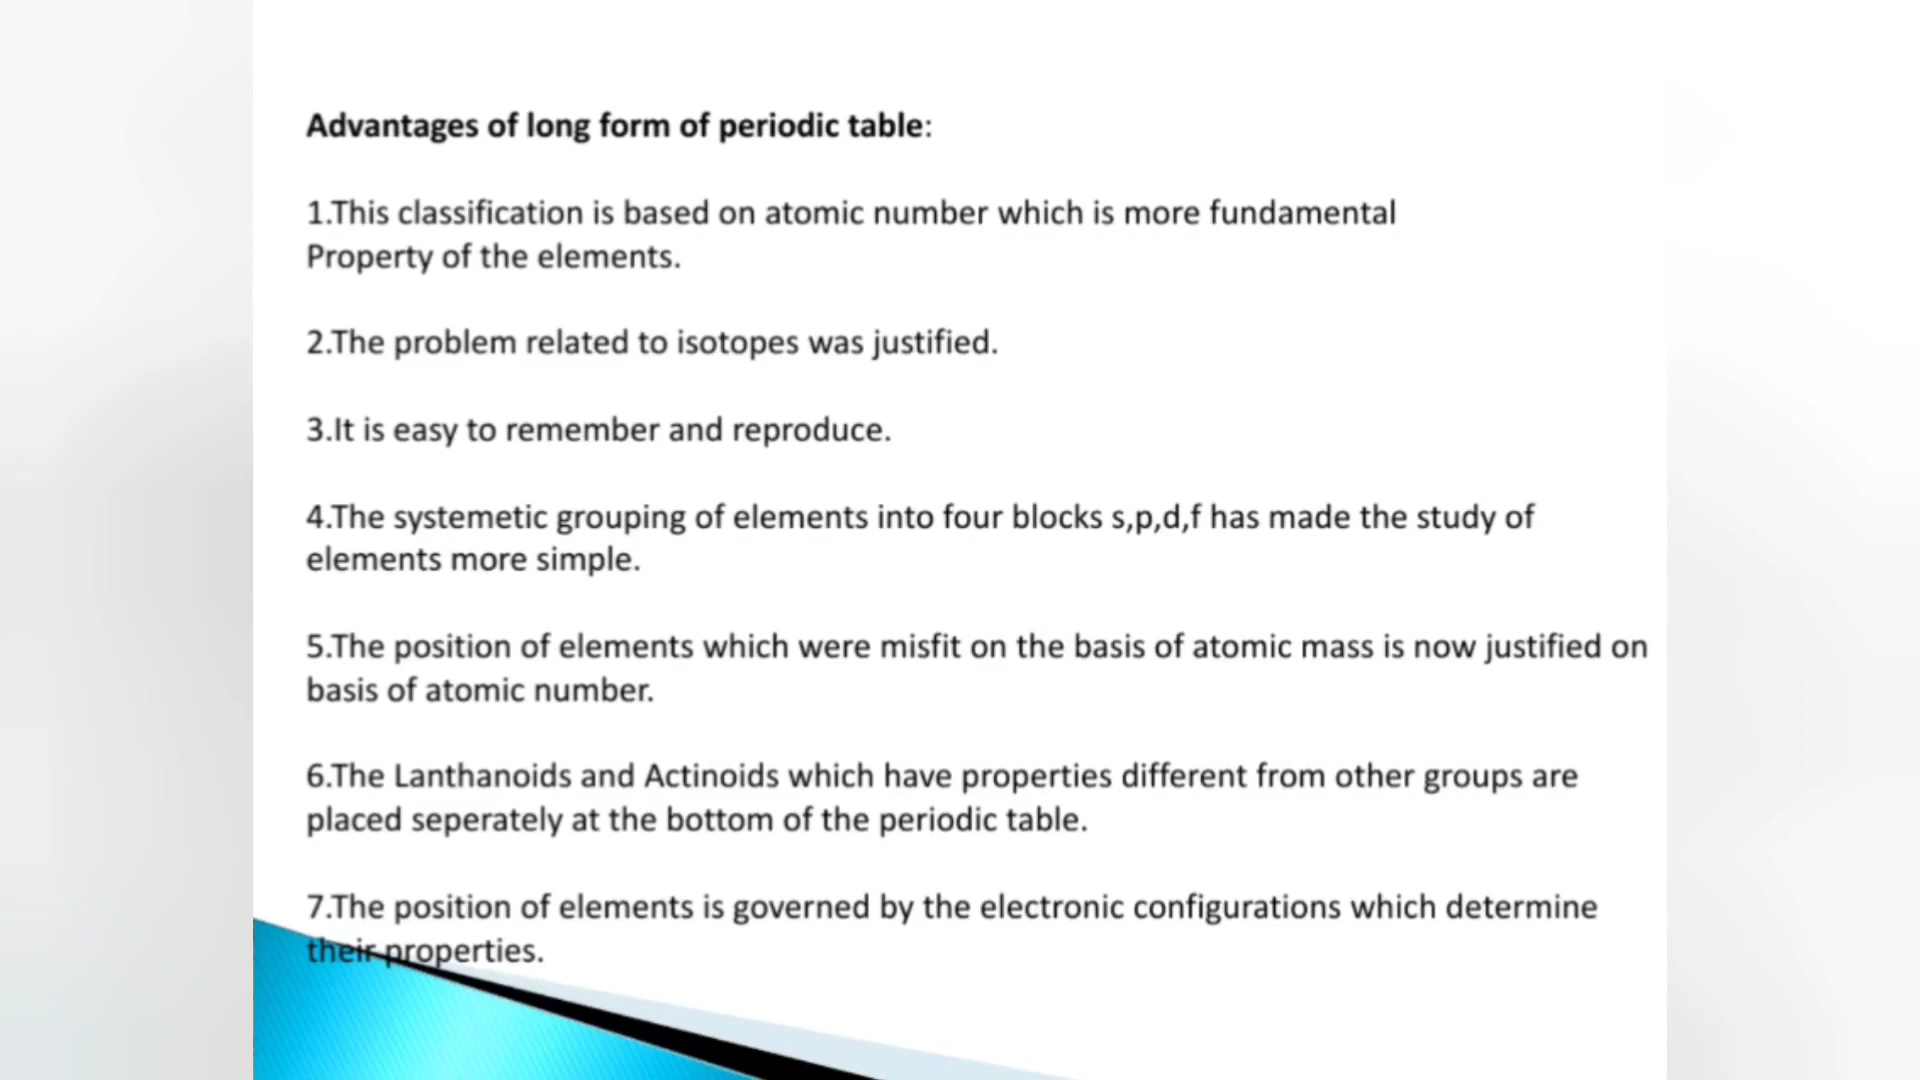 Advantages of long form of periodic table:
1.This classification is based on atomic number which is more fundamental
Property of the elements.
2.The problem related to isotopes was justified.
3.It is easy to remember and reproduce.
4.The systemetic grouping of elements into four blocks s,p,d,f has made the study of
elements more simple.
5.The position of elements which were misfit on the basis of atomic mass is now justified on
basis of atomic number.
6.The Lanthanoids and Actinoids which have properties different from other groups are
placed seperately at the bottom of the periodic table.
7.The position of elements is governed by the electronic configurations which determine
their properties.